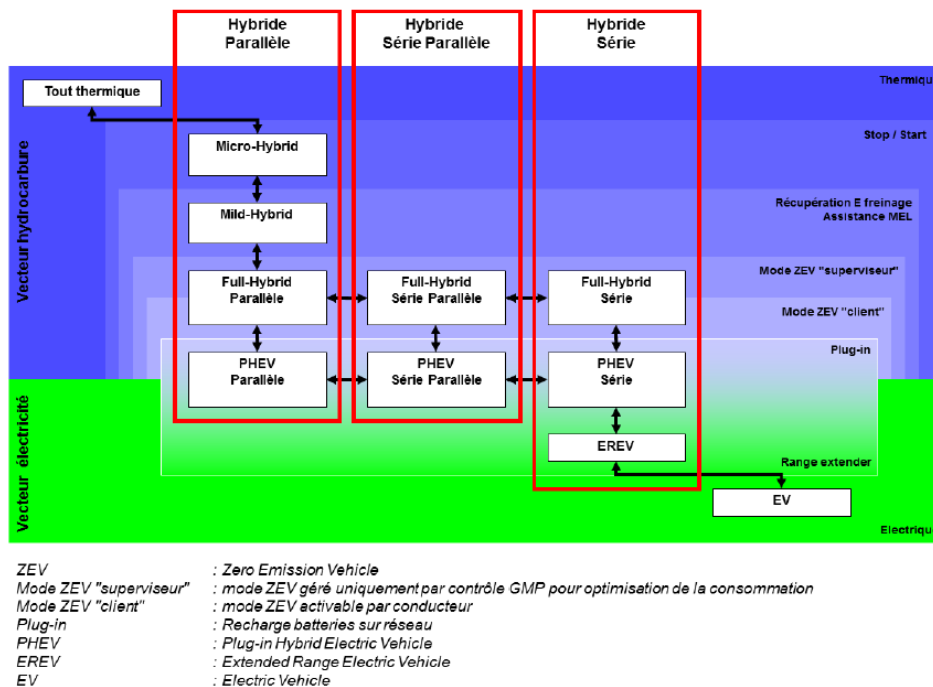 Hybride
Parallèle
Hybride
Série Parallèle
Hybride
Série
Thermiqu
Tout thermique
Stop / Start
Micro-Hybrid
Vecteur hydrocarbure
Récupération E freinage
Assistance MEL
Mild-Hybrid
Mode ZEV "superviseur"
Full-Hybrid
Parallèle
Full-Hybrid
Série Parallèle
Full-Hybrid
Série
Mode ZEV "client"
Plug-in
PHEV
Parallèle
PHEV
Série Parallèle
PHEV
Série
Vecteur électricité
EREV
Range extender
EV
Electriqu
ZEV : Zero Emission Vehicle
Mode ZEV "superviseur" : mode ZEV géré uniquement par contrôle GMP pour optimisation de la consommation
Mode ZEV "client" : mode ZEV activable par conducteur
Plug-in : Recharge batteries sur réseau
PHEV : Plug-in Hybrid Electric Vehicle
EREV : Extended Range Electric Vehicle
EV : Electric Vehicle